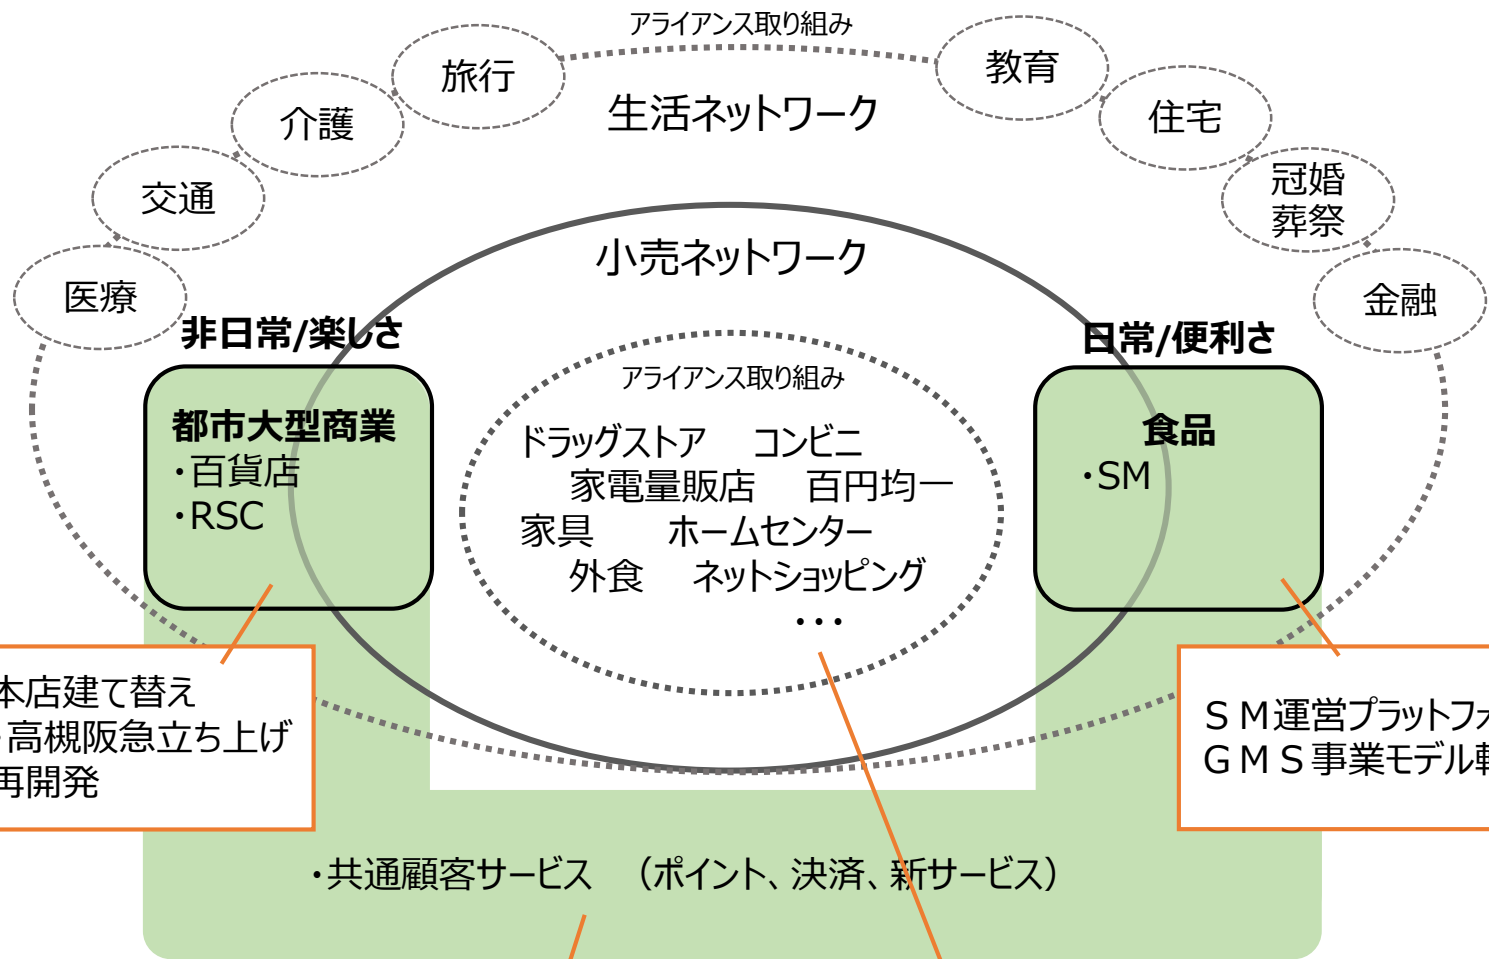 アライアンス取り組み
旅行
教育
生活ネットワーク
介護
住宅
交通
冠婚
葬祭
小売ネットワーク
医療
金融
非日常/楽しさ
日常/便利さ
アライアンス取り組み
都市大型商業
・百貨店
・RSC
ドラッグストア コンビニ
家電量販店 百円均一
家具 ホームセンター
外食 ネットショッピング
・・・
食品
・SM
本店建て替え
・高槻阪急立ち上げ
再開発
ＳＭ運営プラットフォ
ＧＭＳ事業モデル転
・共通顧客サービス （ポイント、決済、新サービス）